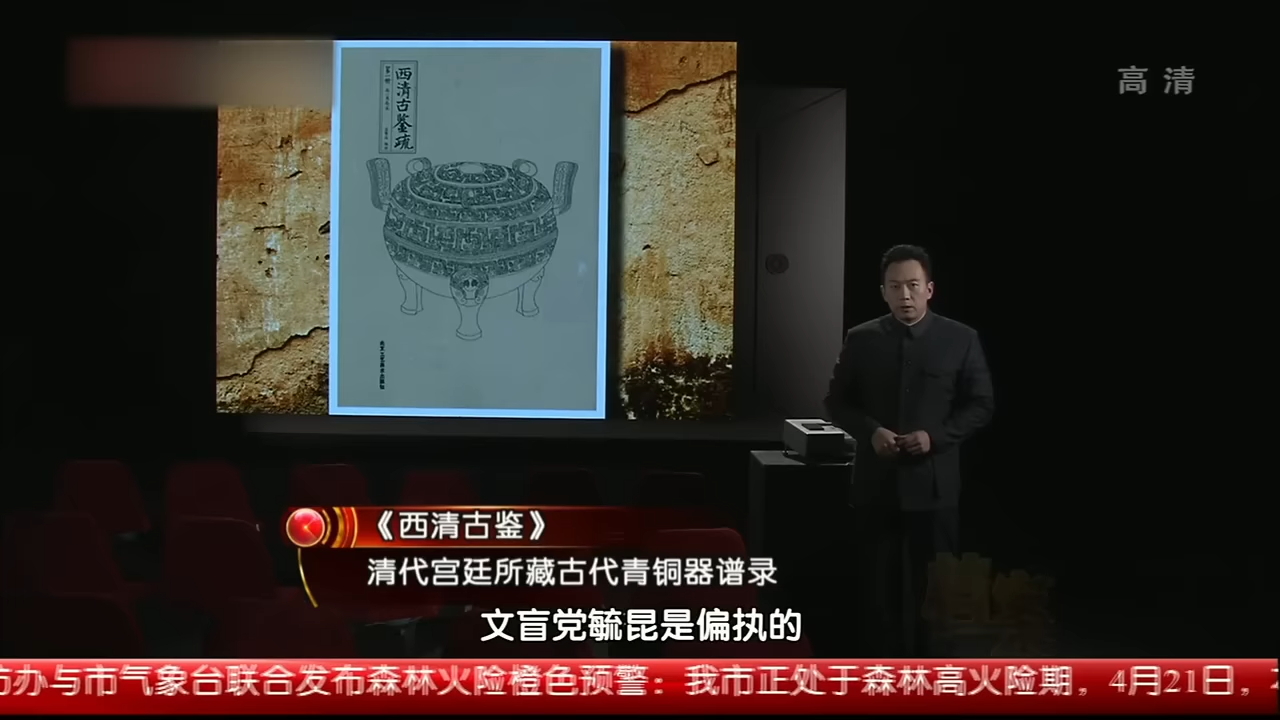 高清
西清古鉴疏
《西清古鉴》
清代宫廷所藏古代青铜器谱录
文盲党毓昆是偏执的
防办与市气象台联合发布森林火险橙色预警：我市正处于森林高火险期，4月21日，